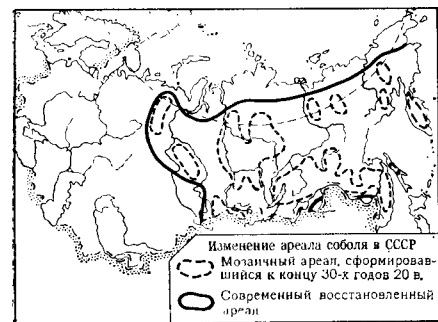 Изменение ареала соболя в СССР
Мозаичный ареал, сформировав-
шийся к концу 30-х годов 20 в.
Современный восстановленный
ареал